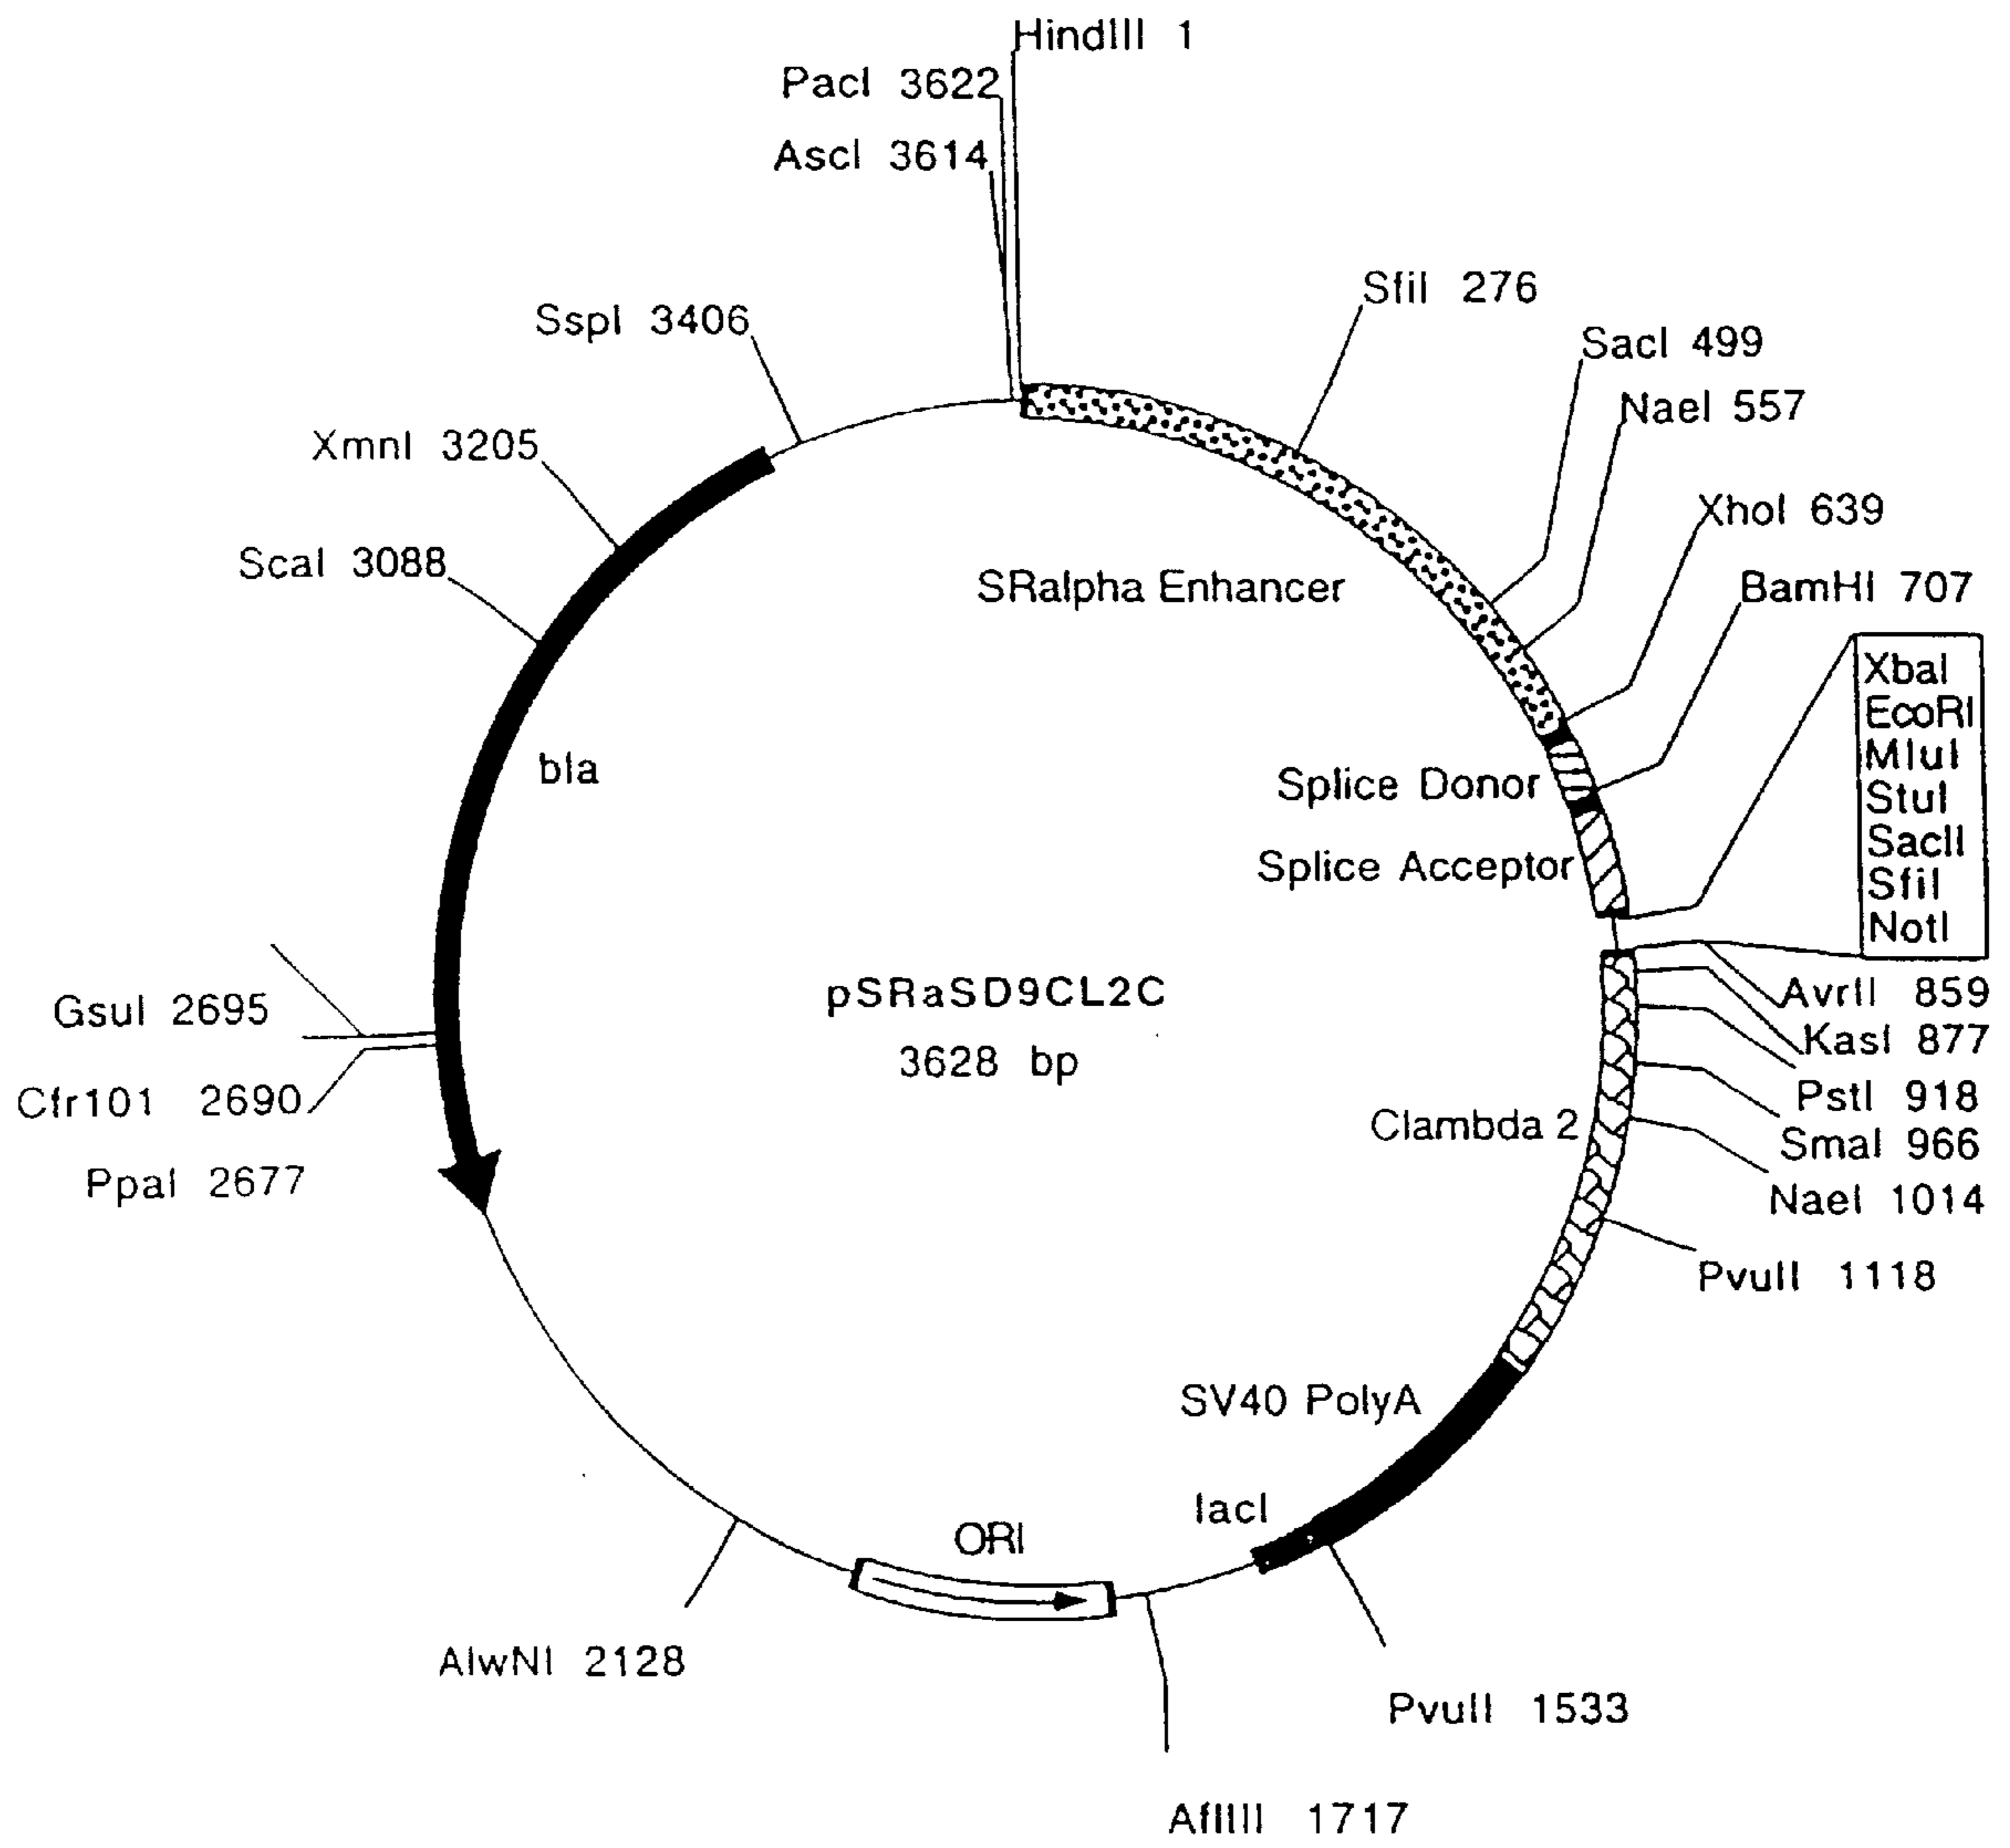 HindIII 1
PacI 3622
AscI 3614
SfiI 276
SspI 3406
SacI 499
NaeI 557
XmnI 3205
XhoI 639
ScaI 3088
SRalpha Enhancer
BamHI 707
XbaI
EcoRI
MluI
StuI
SacII
SfiI
NotI
bla
Splice Donor
Splice Acceptor
pSRaSD9CL2C
3628 bp
GsuI 2695
Cfr101 2690
PpaI 2677
AvrII 859
KasI 877
PstI 918
Clambda 2
SmaI 966
NaeI 1014
PvuII 1118
SV40 PolyA
lacI
ORI
AlwNI 2128
PvuII 1533
AflIII 1717